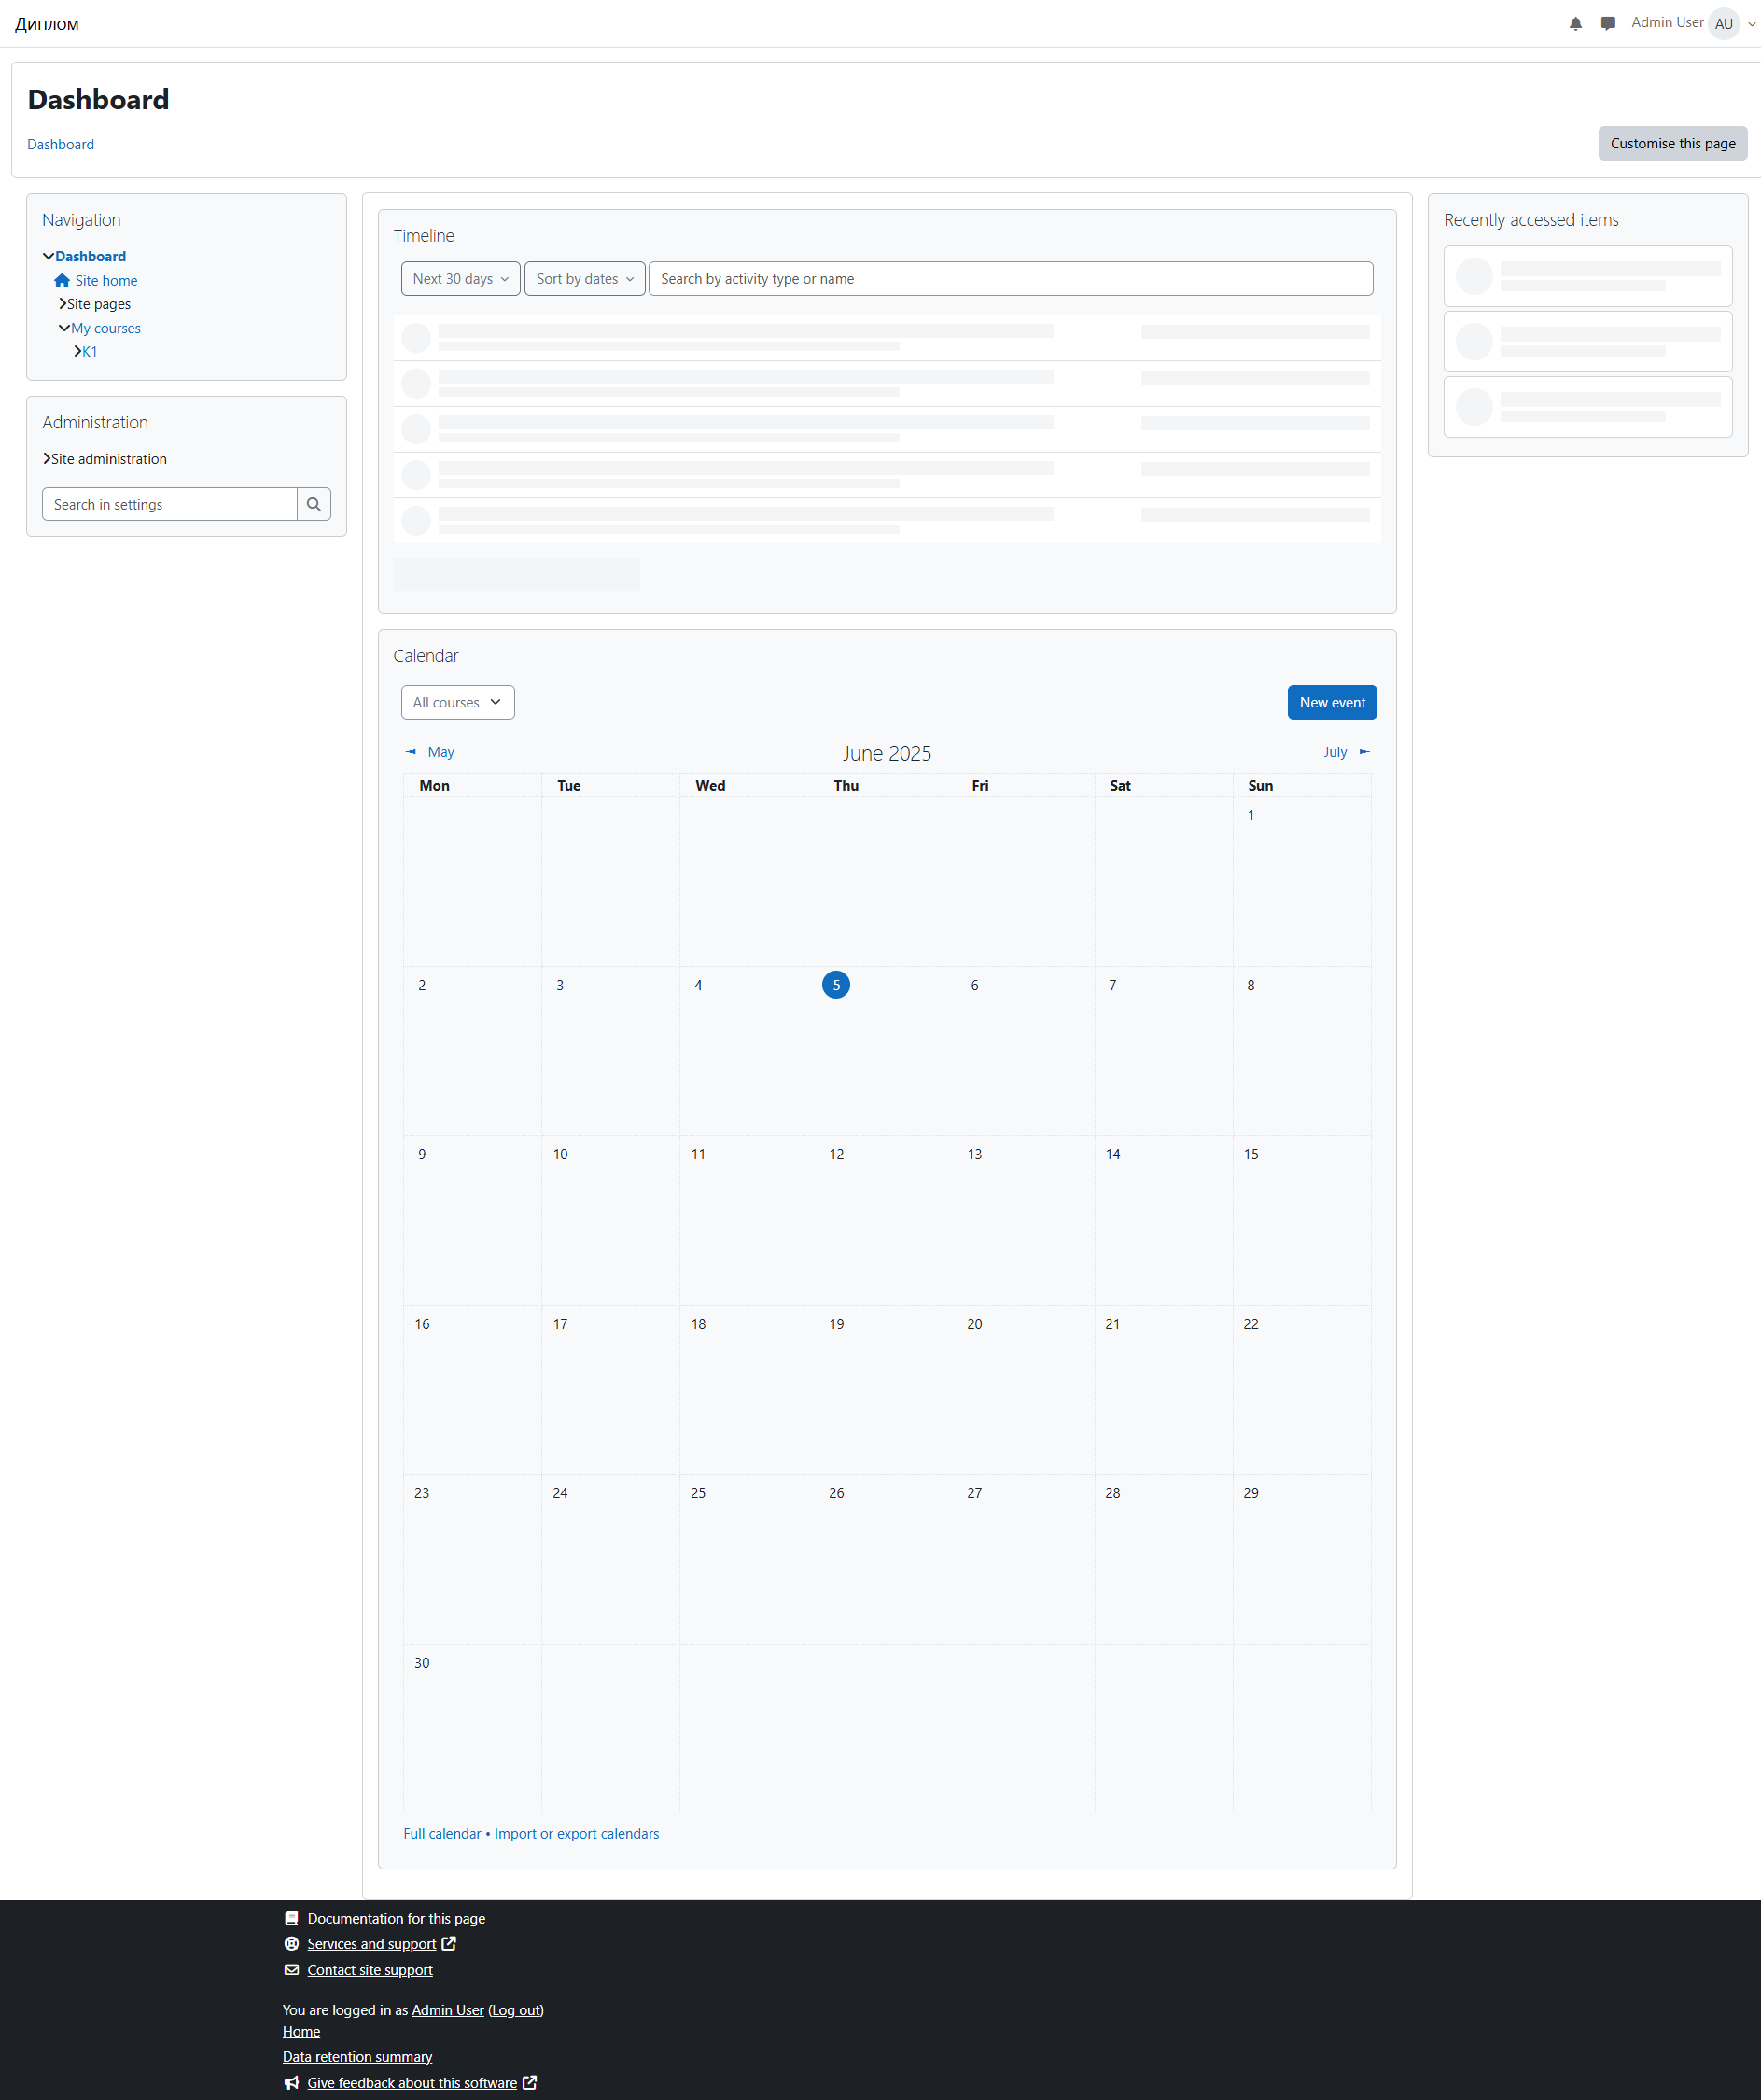 Диплом
Admin User AU
Dashboard
Dashboard
Customise this page
Navigation
Dashboard
Site home
Site pages
My courses
K1
Administration
Site administration
Search in settings
Timeline
Next 30 days Sort by dates Search by activity type or name
Calendar
All courses New event
May June 2025 July
Mon Tue Wed Thu Fri Sat Sun
1
2 3 4 5 6 7 8
9 10 11 12 13 14 15
16 17 18 19 20 21 22
23 24 25 26 27 28 29
30
Full calendar • Import or export calendars
Recently accessed items
Documentation for this page
Services and support
Contact site support
You are logged in as Admin User (Log out)
Home
Data retention summary
Give feedback about this software